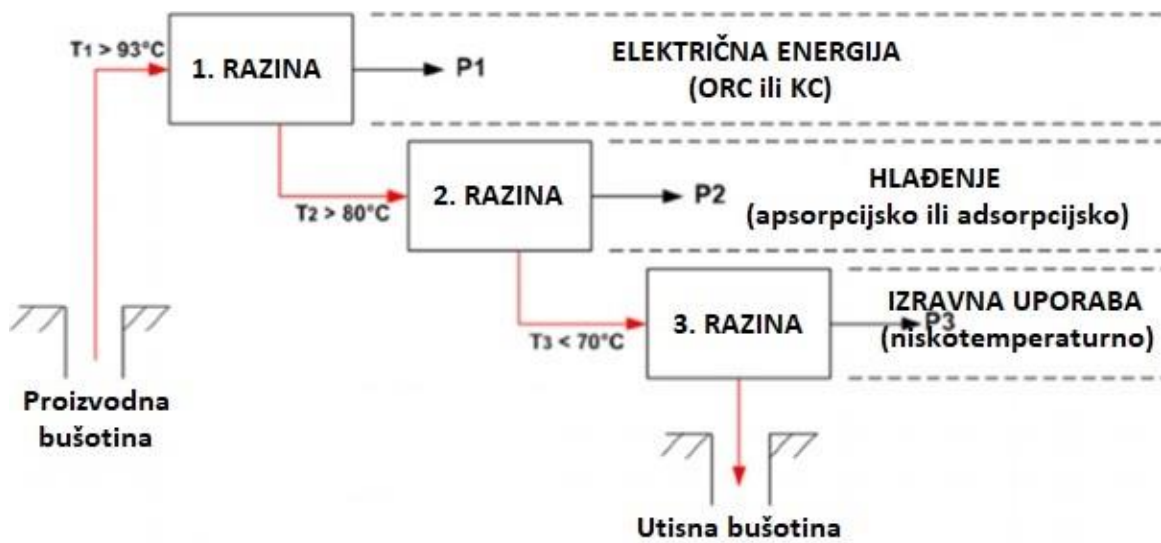 T1 > 93°C
1. RAZINA
P1
ELEKTRIČNA ENERGIJA
(ORC ili KC)
T2 > 80°C
2. RAZINA
P2
HLAĐENJE
(apsorpcijsko ili adsorpcijsko)
T3 < 70°C
3. RAZINA
P3
IZRAVNA UPORABA
(niskotemperaturno)
Proizvodna
bušotina
Utisna bušotina